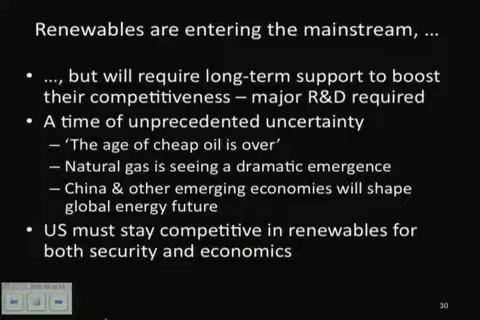 Renewables are entering the mainstream, ...
• ..., but will require long-term support to boost
their competitiveness – major R&D required
• A time of unprecedented uncertainty
– 'The age of cheap oil is over'
– Natural gas is seeing a dramatic emergence
– China & other emerging economies will shape
global energy future
• US must stay competitive in renewables for
both security and economics
30